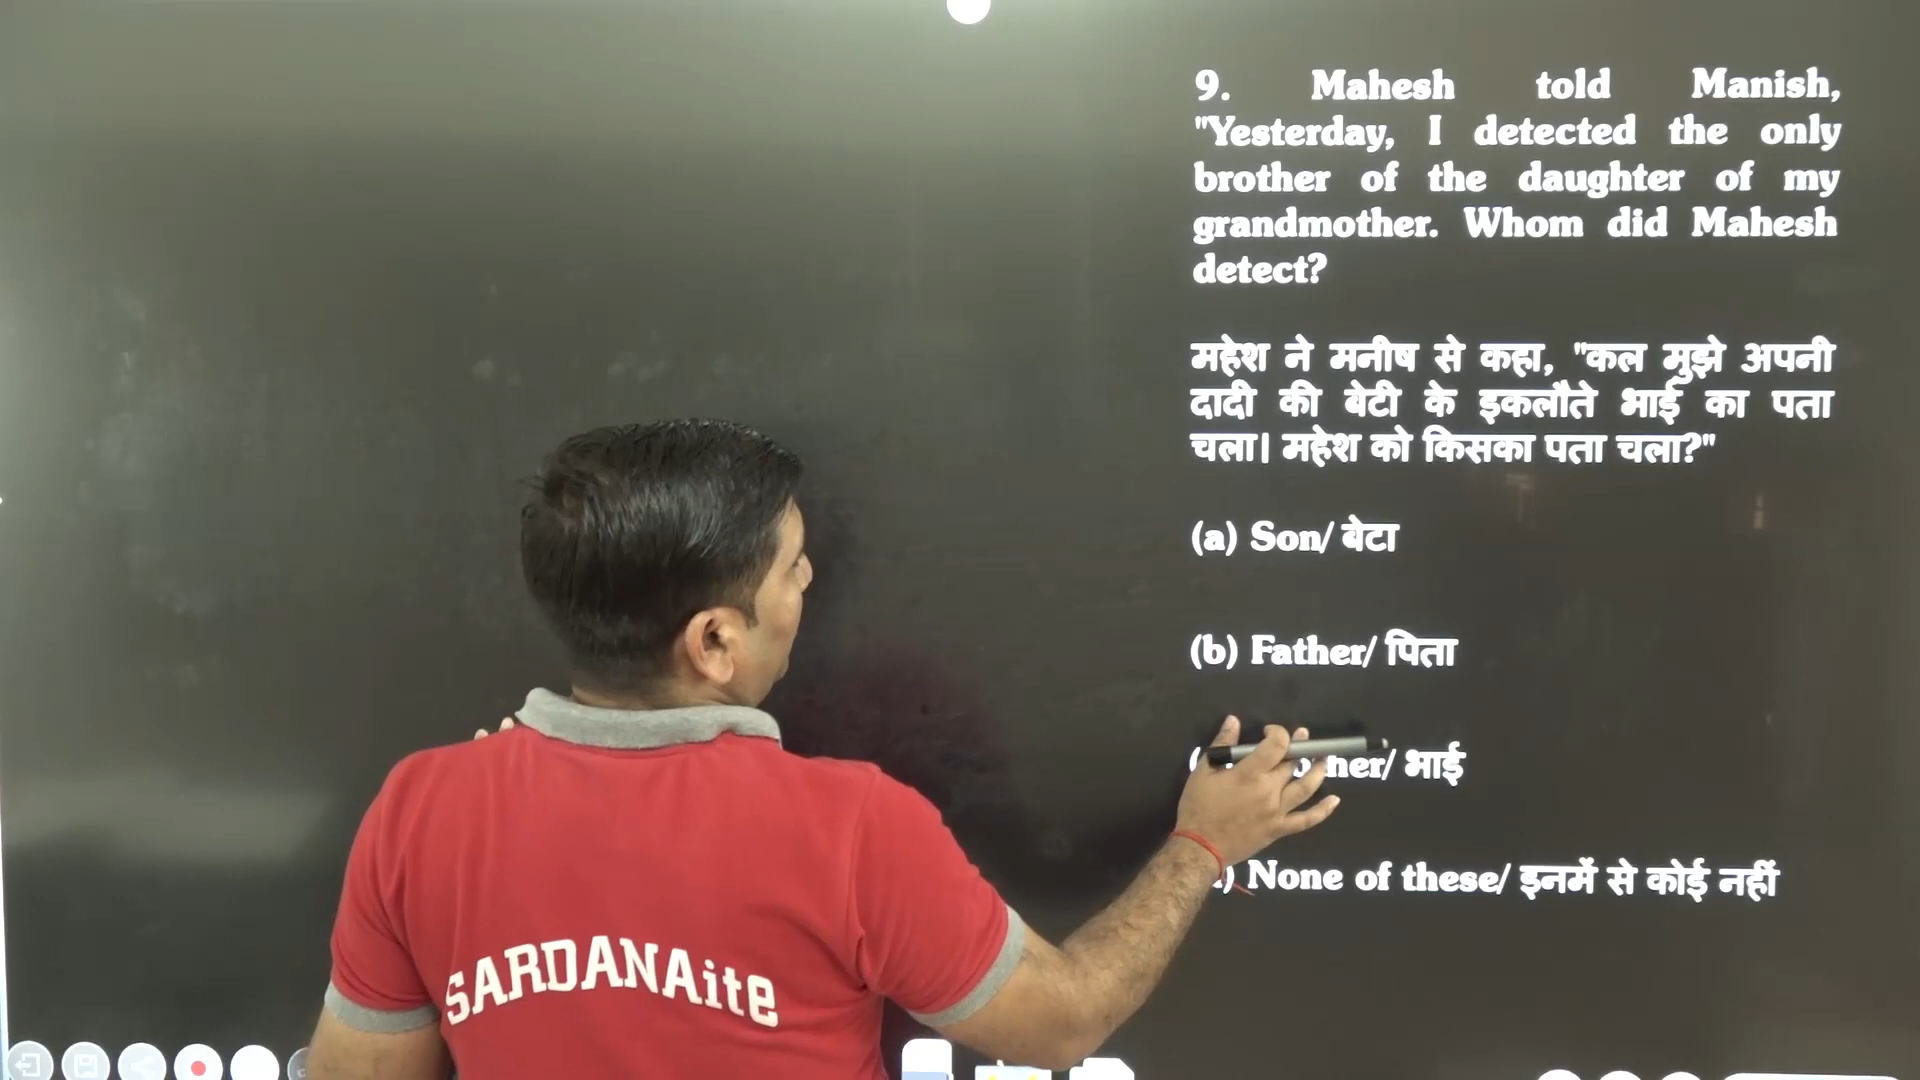 9. Mahesh told Manish,
"Yesterday, I detected the only
brother of the daughter of my
grandmother. Whom did Mahesh
detect?
महेश ने मनीष से कहा, "कल मुझे अपनी
दादी की बेटी के इकलौते भाई का पता
चला। महेश को किसका पता चला?"
(a) Son/ बेटा
(b) Father/ पिता
भाई
None of these/ इनमें से कोई नहीं
SARDANAite